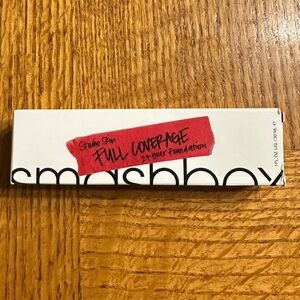 Studio Skin
FULL COVERAGE
24 Hour Foundation
smashbox
1 FL OZ LIQ / 30 ML ℮